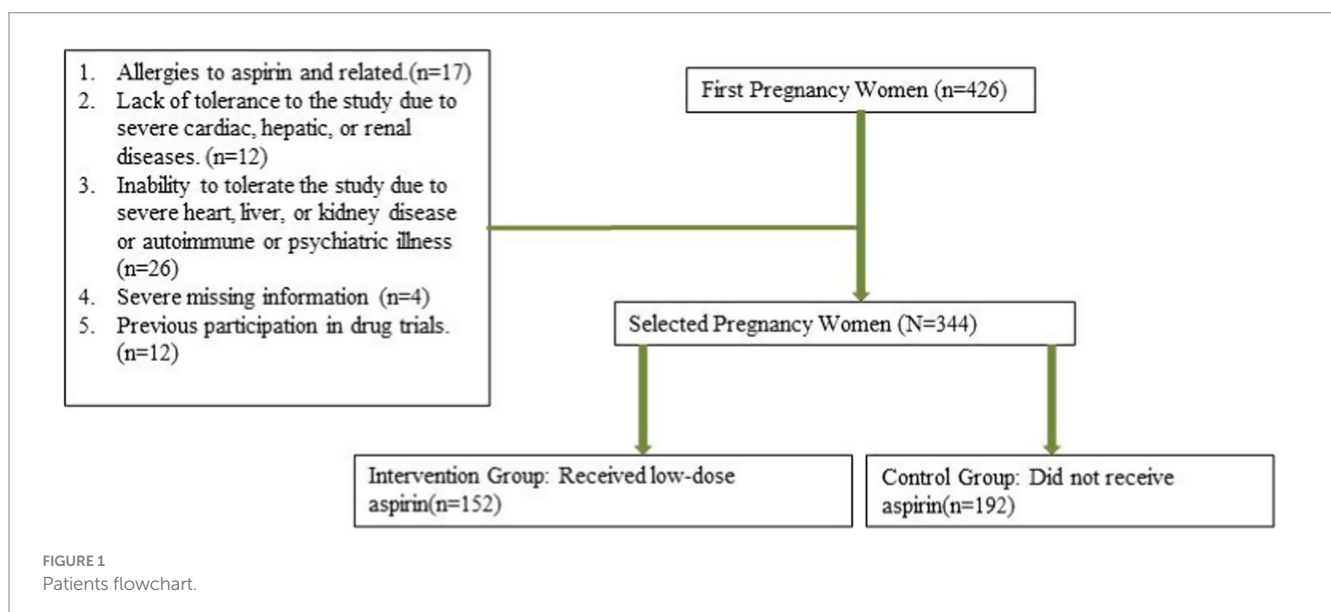 1. Allergies to aspirin and related.(n=17)
2. Lack of tolerance to the study due to
severe cardiac, hepatic, or renal
diseases. (n=12)
3. Inability to tolerate the study due to
severe heart, liver, or kidney disease
or autoimmune or psychiatric illness
(n=26)
4. Severe missing information (n=4)
5. Previous participation in drug trials.
(n=12)
First Pregnancy Women (n=426)
Selected Pregnancy Women (N=344)
Intervention Group: Received low-dose
aspirin(n=152)
Control Group: Did not receive
aspirin(n=192)
FIGURE 1
Patients flowchart.